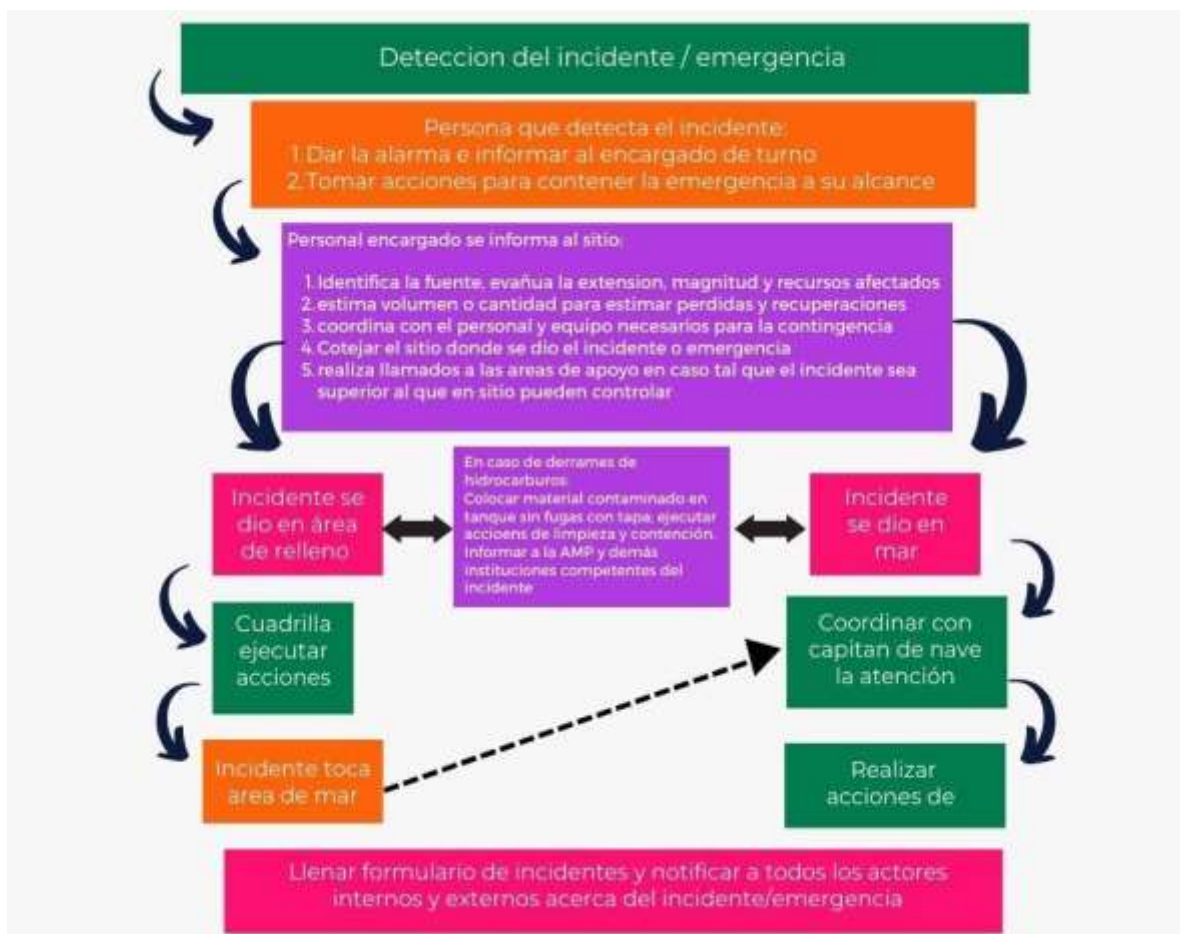 Deteccion del incidente / emergencia
Persona que detecta el incidente:
1. Dar la alarma e informar al encargado de turno
2. Tomar acciones para contener la emergencia a su alcance
Personal encargado se informa al sitio:
1. Identifica la fuente, evañua la extension, magnitud y recursos afectados
2. estima volumen o cantidad para estimar perdidas y recuperaciones
3. coordina con el personal y equipo necesarios para la contingencia
4. Cotejar el sitio donde se dio el incidente o emergencia
5. realiza llamados a las areas de apoyo en caso tal que el incidente sea
superior al que en sitio pueden controlar
Incidente se
dio en área
de relleno
En caso de derrames de
hidrocarburos:
Colocar material contaminado en
tanque sin fugas con tapa, ejecutar
accioens de limpieza y contención.
Informar a la AMP y demás
instituciones competentes del
incidente
Incidente
se dio en
mar
Cuadrilla
ejecutar
acciones
Coordinar con
capitan de nave
la atención
Incidente toca
area de mar
Realizar
acciones de
Llenar formulario de incidentes y notificar a todos los actores
internos y externos acerca del incidente/emergencia